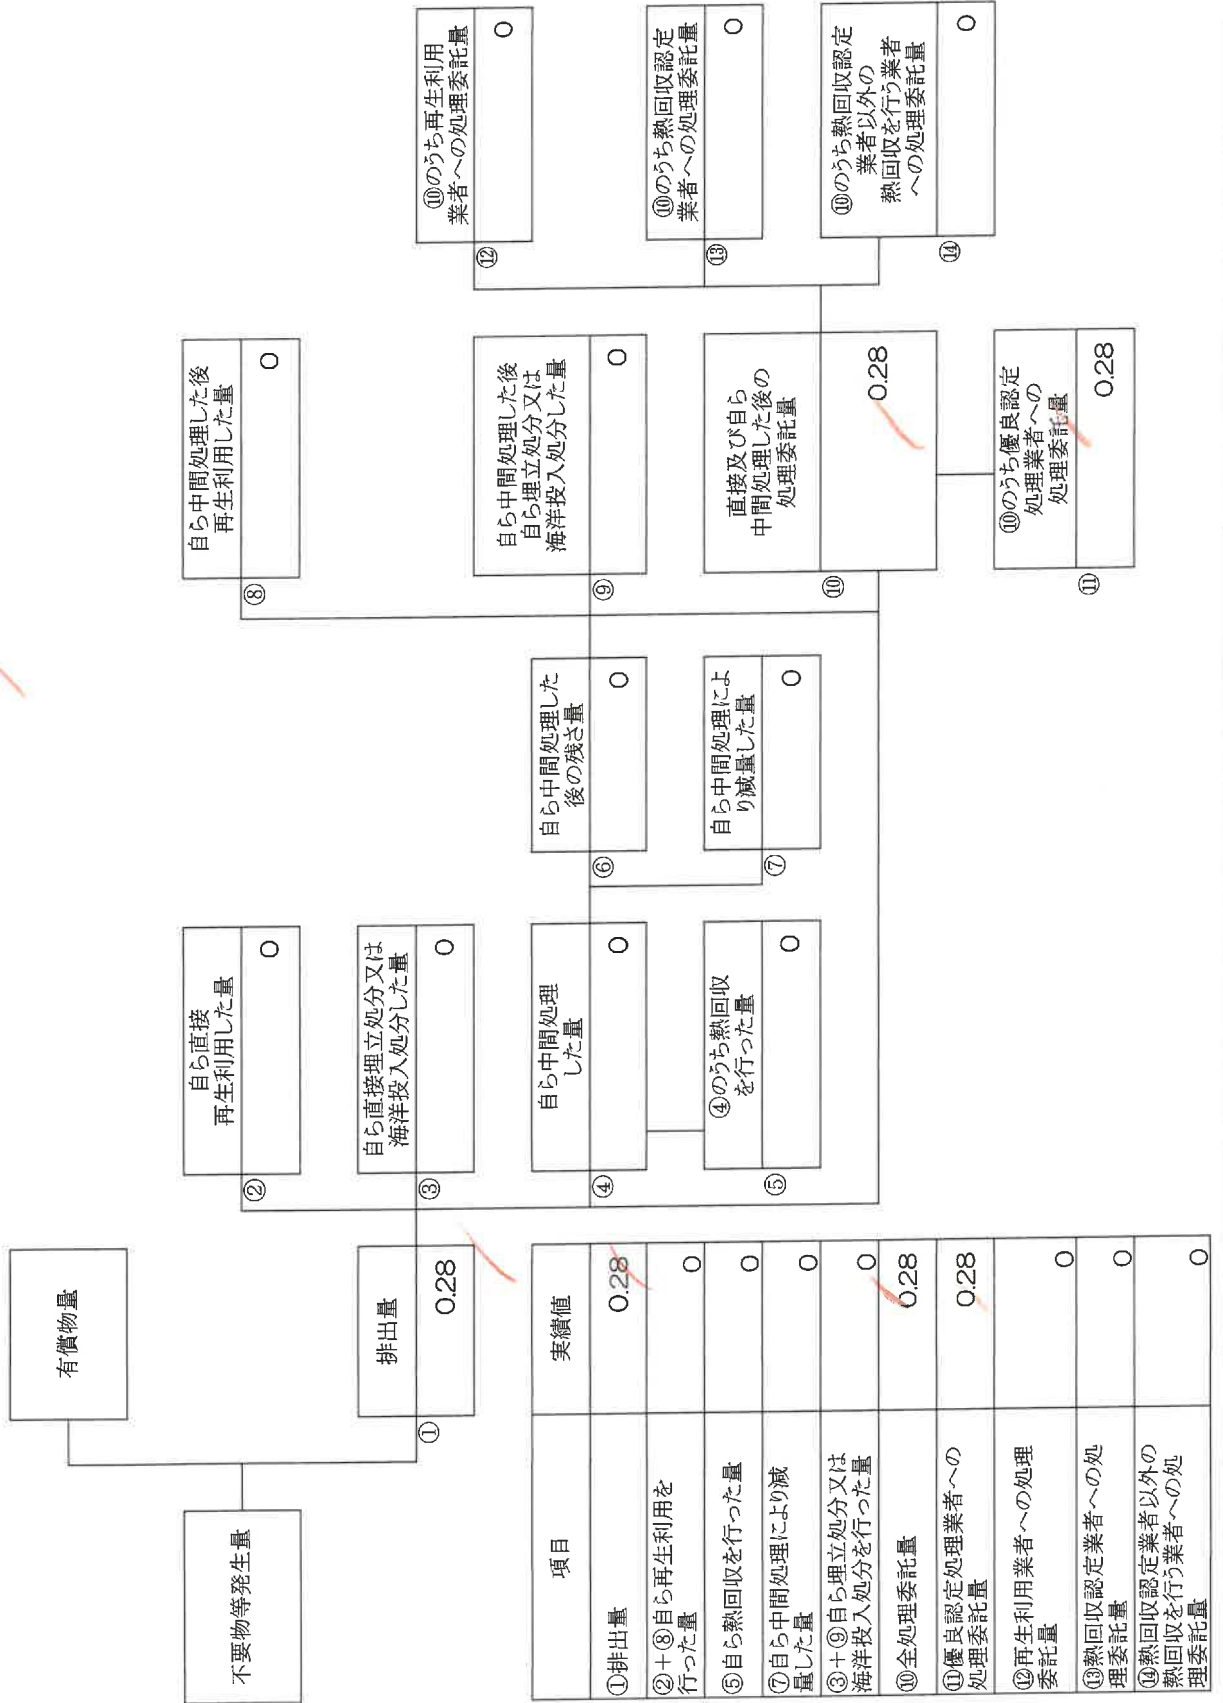 不要物等発生量
有償物量
排出量
①
0.28
自ら直接
再生利用した量
②
0
自ら直接埋立処分又は
海洋投入処分した量
③
0
自ら中間処理
した量
④
0
④のうち熱回収
を行った量
⑤
0
自ら中間処理した
後の残さ量
⑥
0
自ら中間処理によ
り減量した量
⑦
0
自ら中間処理した後
再生利用した量
⑧
0
自ら中間処理した後
自ら埋立処分又は
海洋投入処分した量
⑨
0
直接及び自ら
中間処理した後の
処理委託量
⑩
0.28
⑩のうち優良認定
処理業者への
処理委託量
⑪
0.28
⑩のうち再生利用
業者への処理委託量
⑫
0
⑩のうち熱回収認定
業者への処理委託量
⑬
0
⑩のうち熱回収認定
業者以外の
熱回収を行う業者
への処理委託量
⑭
0
項目 実績値
①排出量 0.28
②+⑧自ら再生利用を
行った量 0
⑤自ら熱回収を行った量 0
⑦自ら中間処理により減
量した量 0
③+⑨自ら埋立処分又は
海洋投入処分を行った量 0
⑩全処理委託量 0.28
⑪優良認定処理業者への
処理委託量 0.28
⑫再生利用業者への処理
委託量 0
⑬熱回収認定業者への処
理委託量 0
⑭熱回収認定業者以外の
熱回収を行う業者への処
理委託量 0